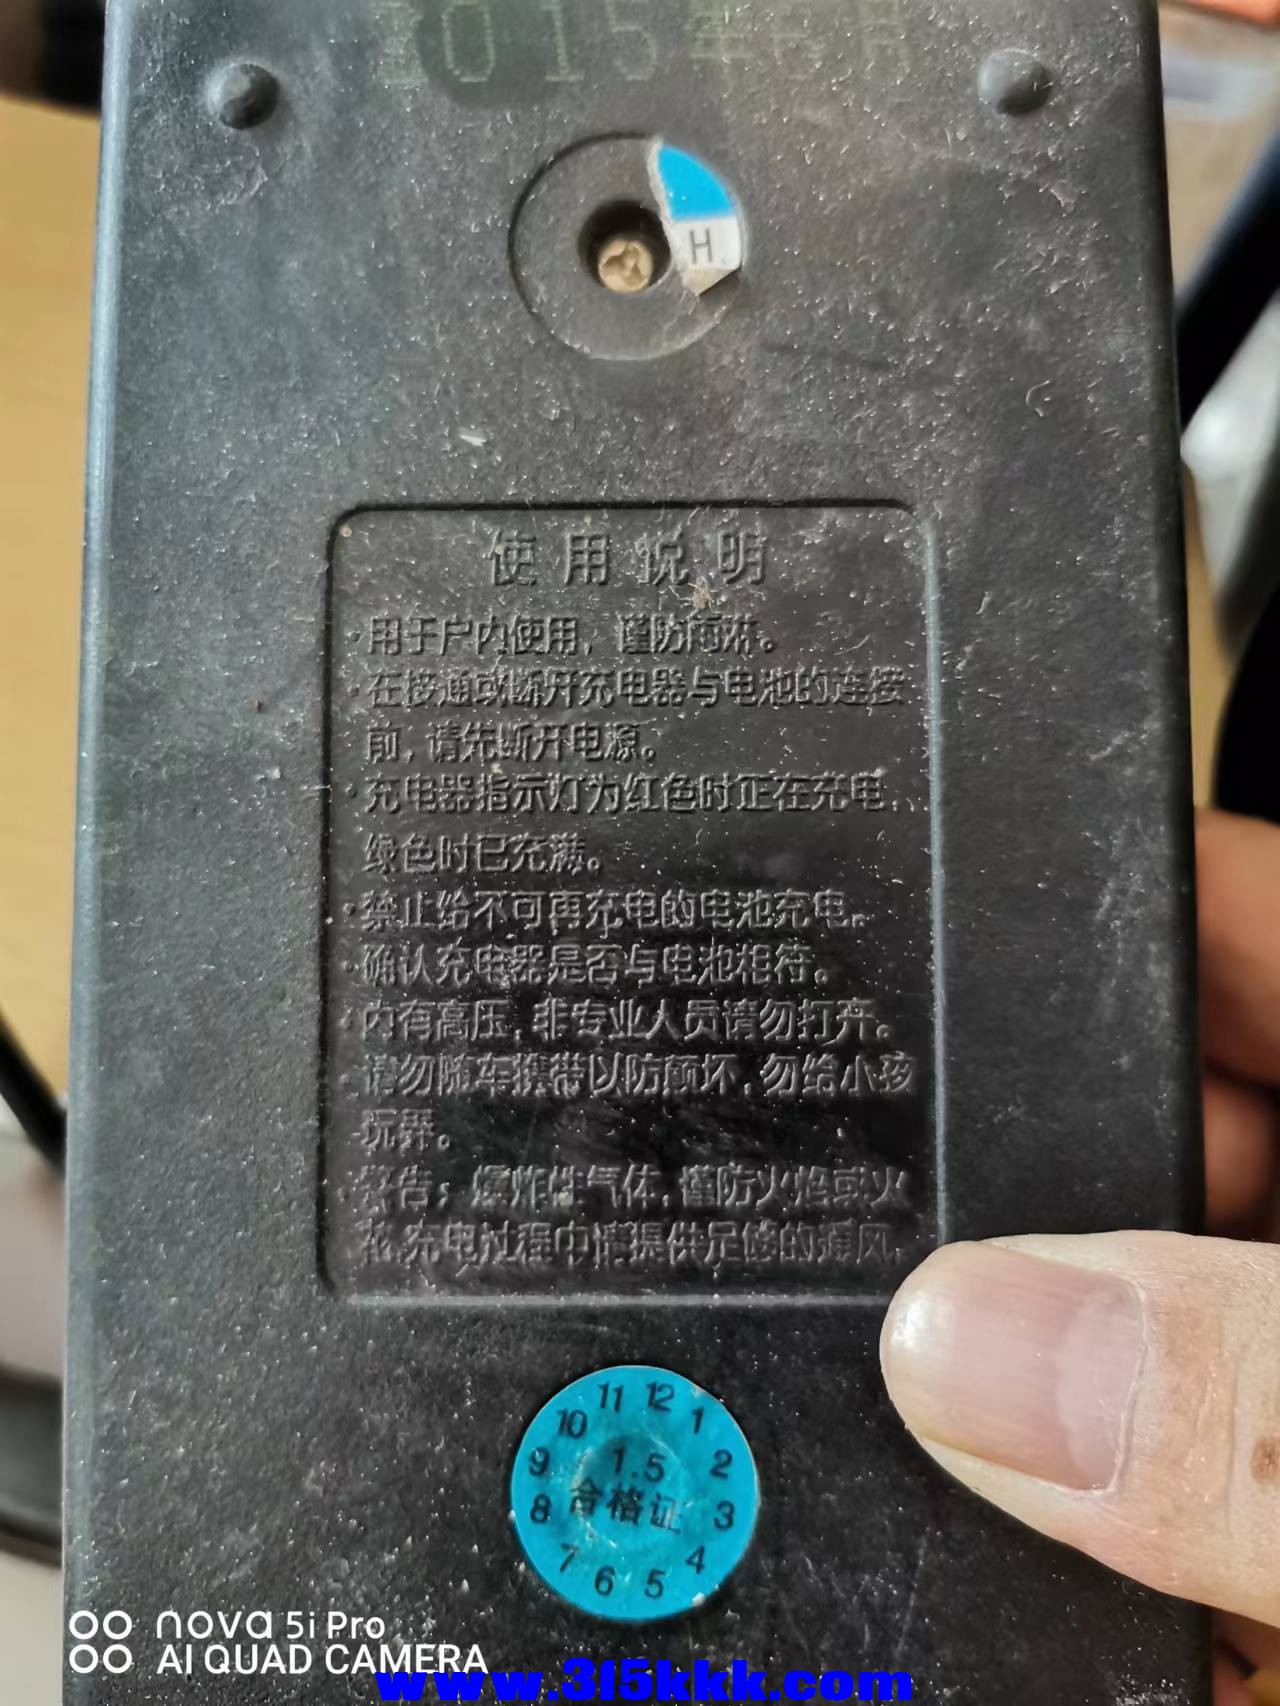 2015年6月
H
使用说明
·用于户内使用，谨防雨淋。
·在接通或断开充电器与电池的连接
前，请先断开电源。
·充电器指示灯为红色时正在充电，
绿色时已充满。
·禁止给不可再充电的电池充电。
·确认充电器是否与电池相符。
·内有高压，非专业人员请勿打开。
·请勿随车携带以防颠坏，勿给小孩
玩弄。
·警告：爆炸性气体，谨防火焰或火
花，充电过程中请提供足够的通风。
11 12 1
10 2
9 1.5
合格证
8 3
7 6 5 4
nova 5i Pro
AI QUAD CAMERA
www.315kkk.com